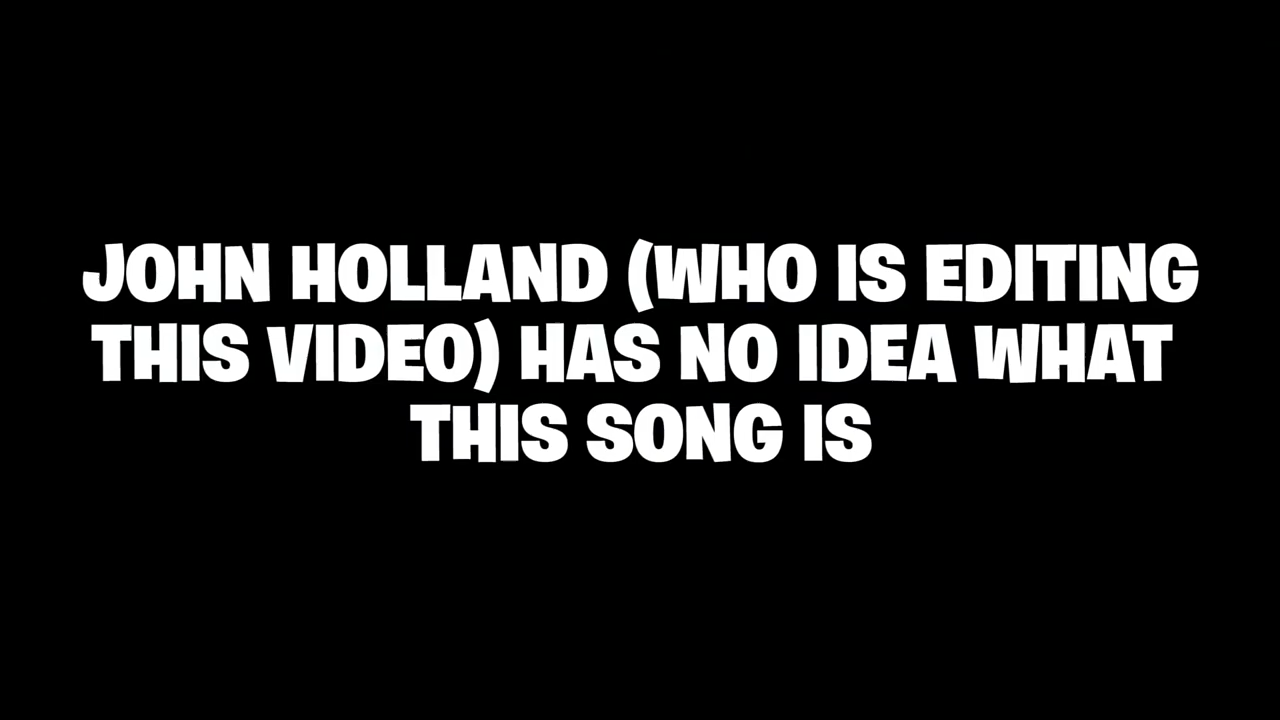 JOHN HOLLAND (WHO IS EDITING
THIS VIDEO) HAS NO IDEA WHAT
THIS SONG IS